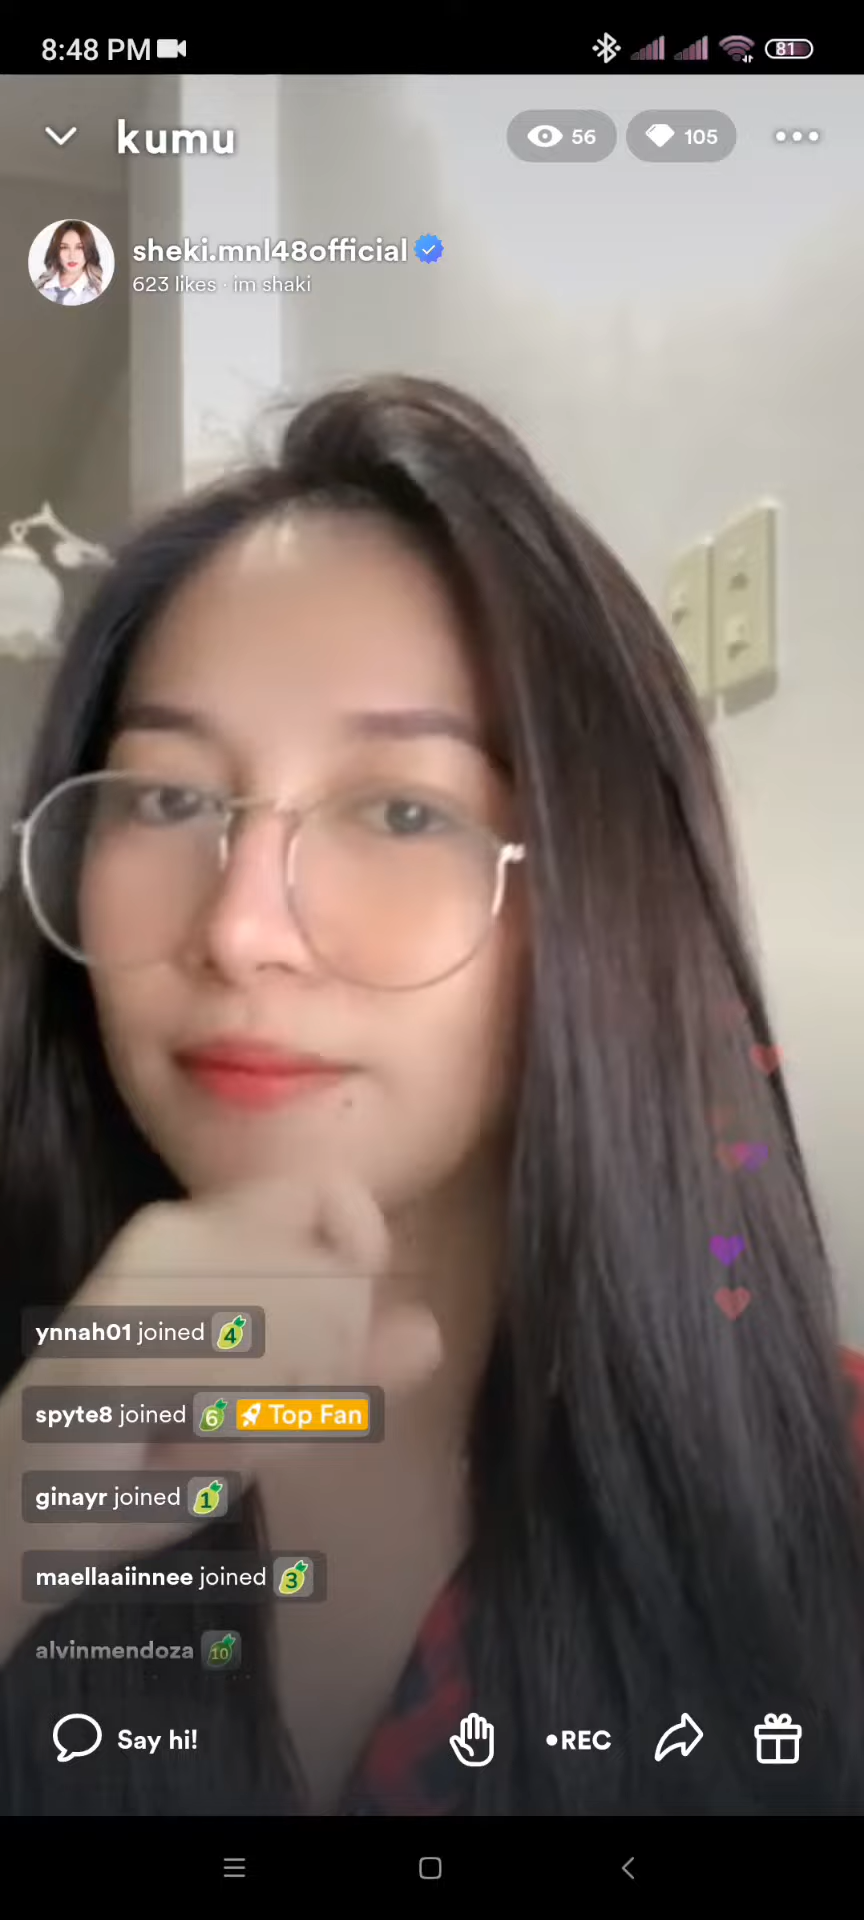 8:48 PM 81
kumu 56 105
sheki.mnl48official
623 likes · im shaki
ynnah01 joined 4
spyte8 joined 6 Top Fan
ginayr joined 1
maellaaiinnee joined 3
alvinmendoza 10
Say hi! •REC